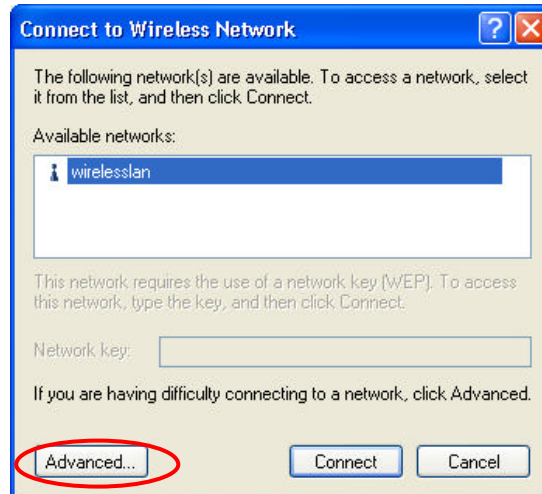 Connect to Wireless Network
The following network(s) are available. To access a network, select
it from the list, and then click Connect.
Available networks:
wirelesslan
This network requires the use of a network key (WEP). To access
this network, type the key, and then click Connect.
Network key:
If you are having difficulty connecting to a network, click Advanced.
Advanced... Connect Cancel